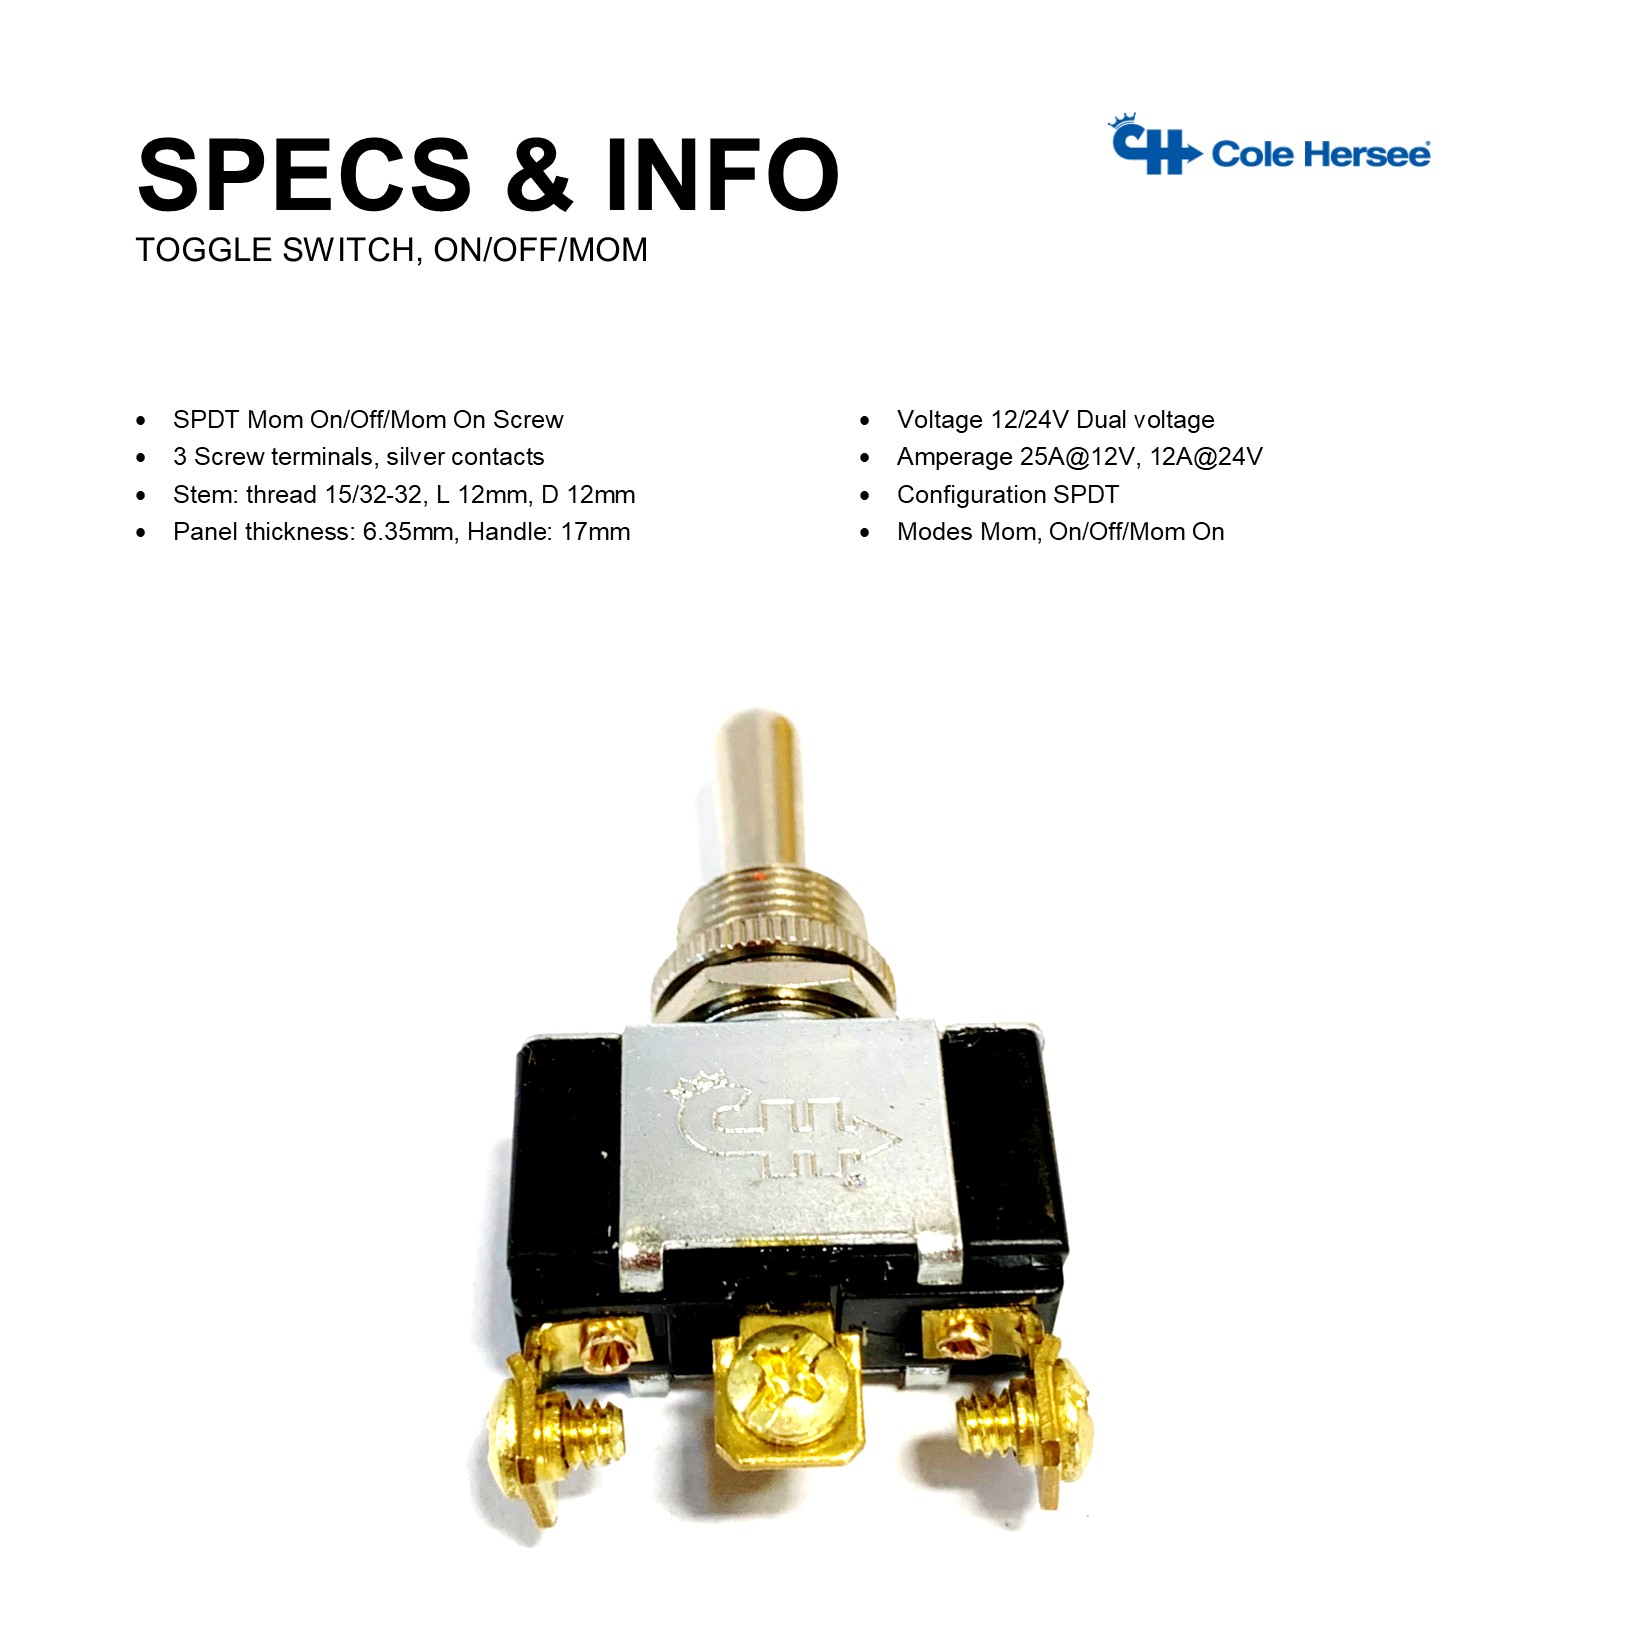 Cole Hersee
SPECS & INFO
TOGGLE SWITCH, ON/OFF/MOM
• SPDT Mom On/Off/Mom On Screw
• 3 Screw terminals, silver contacts
• Stem: thread 15/32-32, L 12mm, D 12mm
• Panel thickness: 6.35mm, Handle: 17mm
• Voltage 12/24V Dual voltage
• Amperage 25A@12V, 12A@24V
• Configuration SPDT
• Modes Mom, On/Off/Mom On